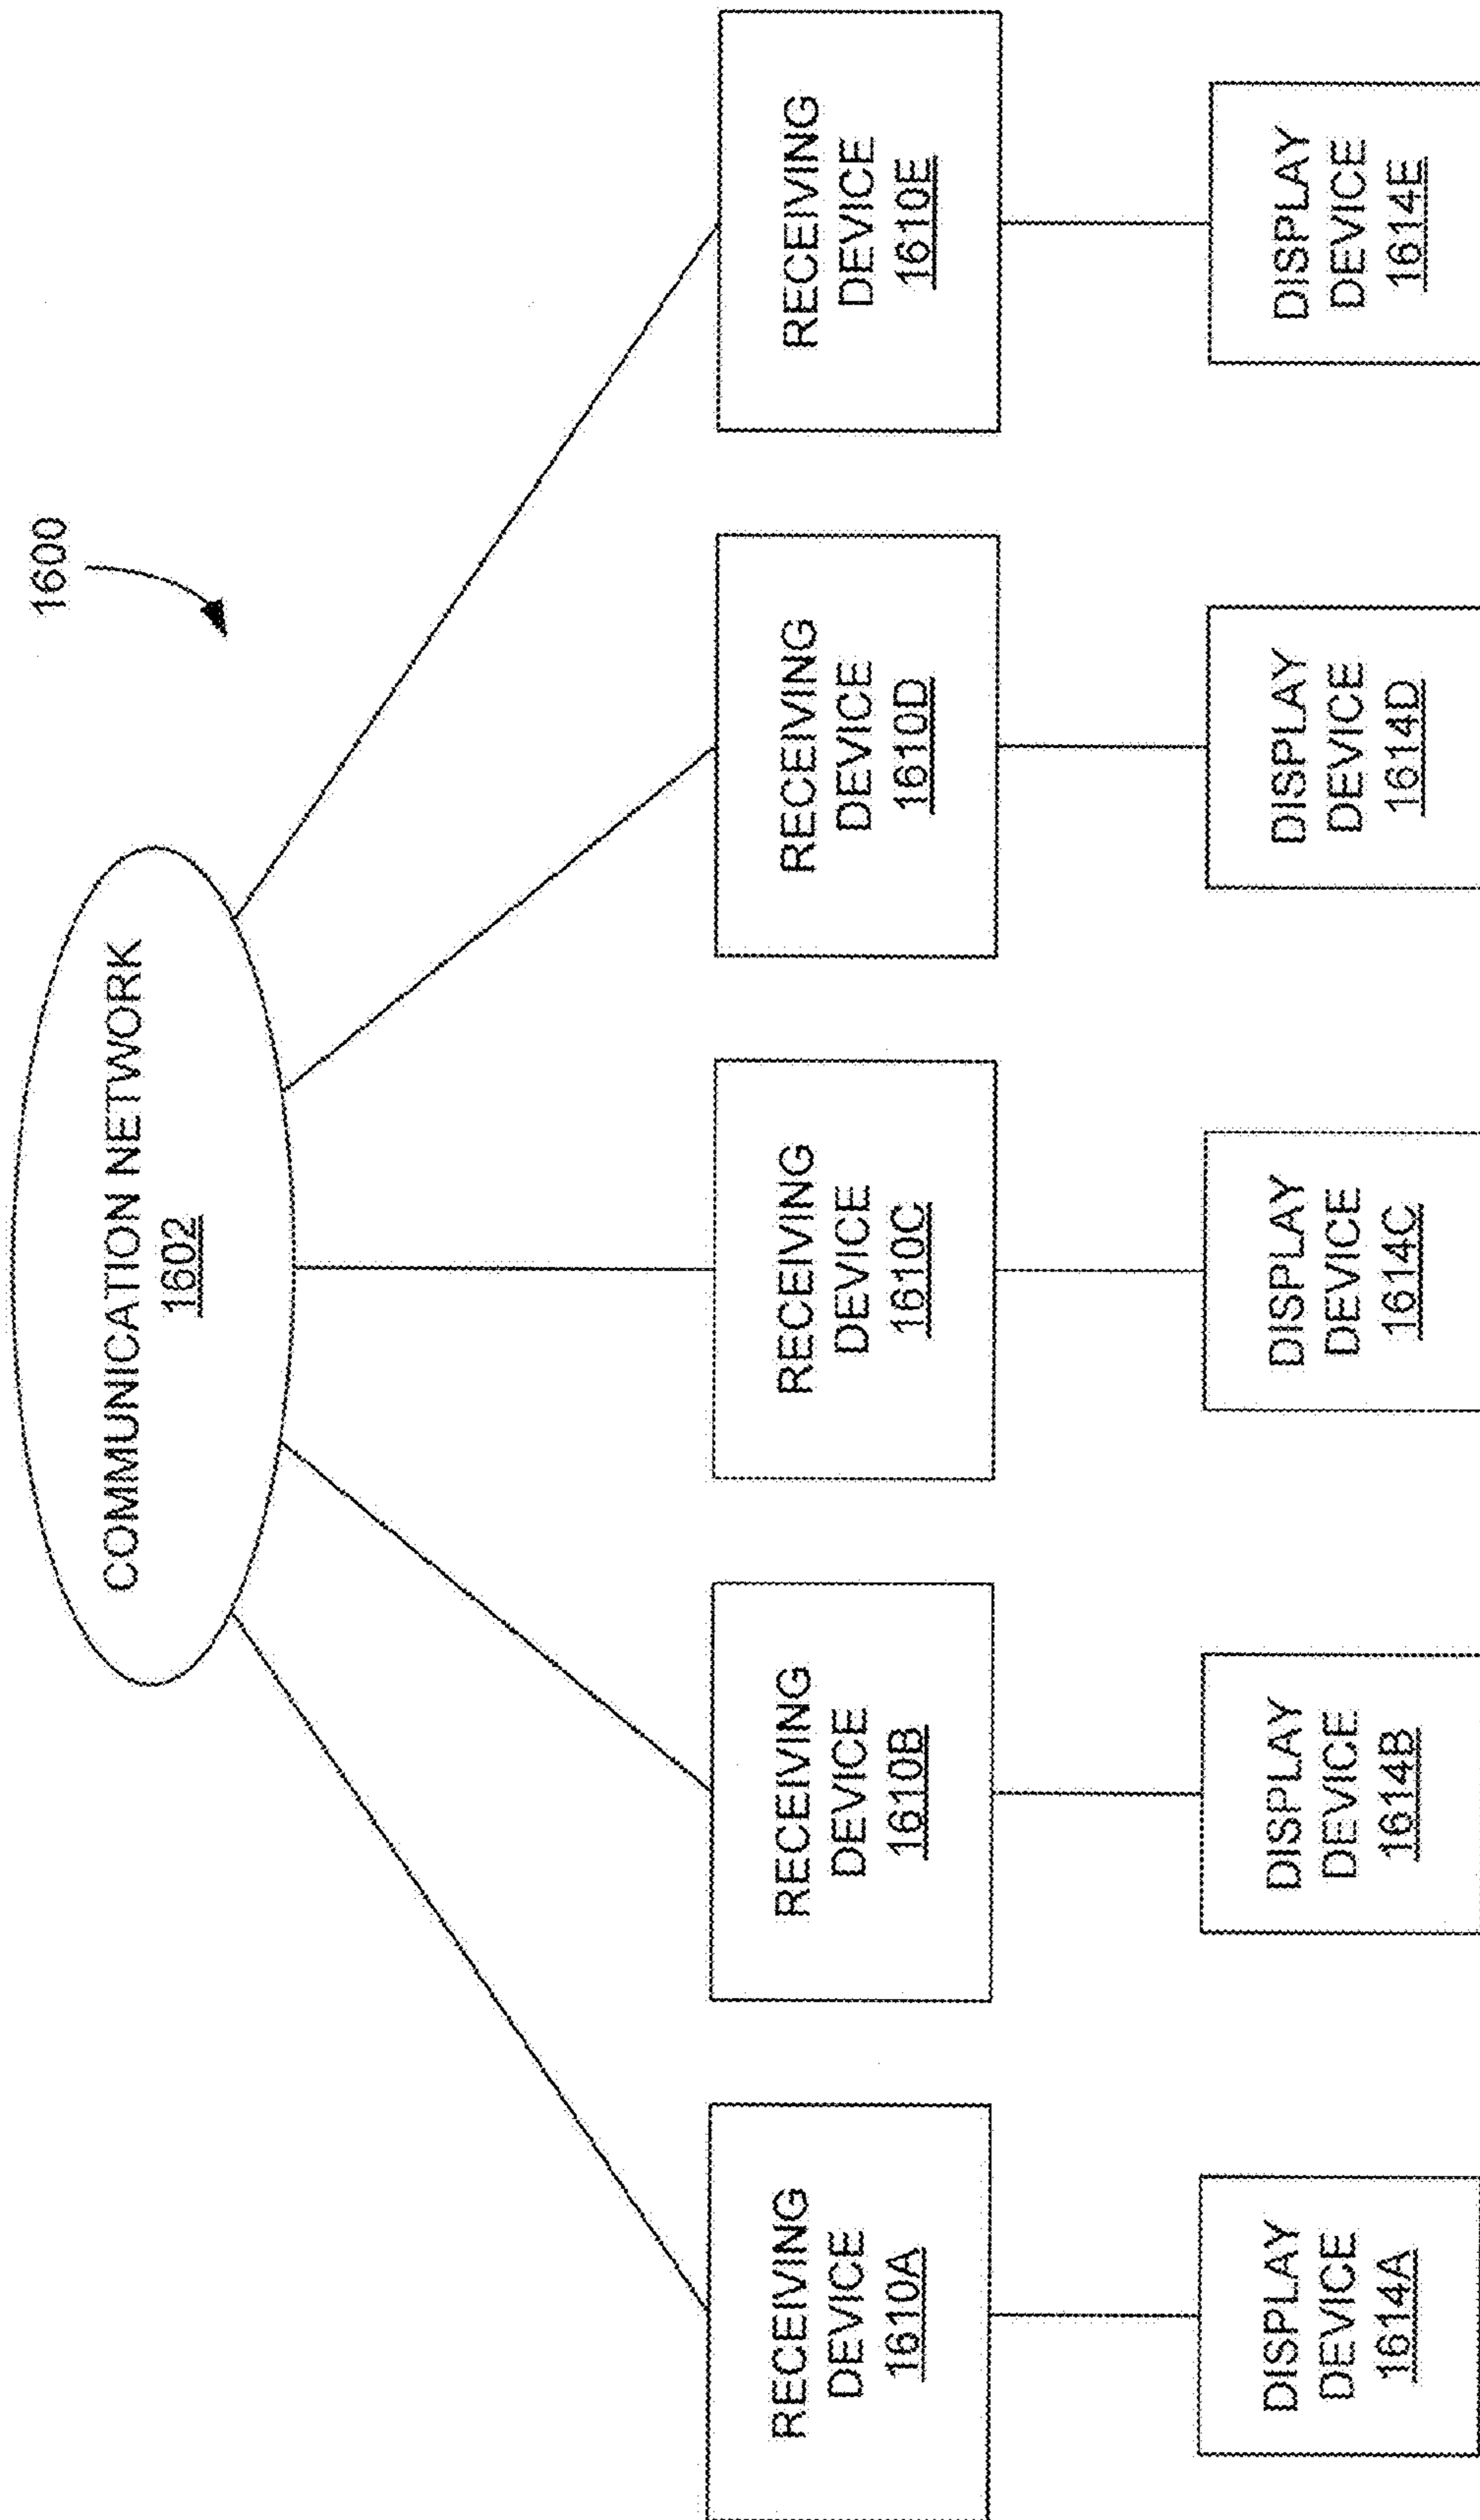 1600
COMMUNICATION NETWORK
1602
RECEIVING
DEVICE
1610A
RECEIVING
DEVICE
1610B
RECEIVING
DEVICE
1610C
RECEIVING
DEVICE
1610D
RECEIVING
DEVICE
1610E
DISPLAY
DEVICE
1614A
DISPLAY
DEVICE
1614B
DISPLAY
DEVICE
1614C
DISPLAY
DEVICE
1614D
DISPLAY
DEVICE
1614E